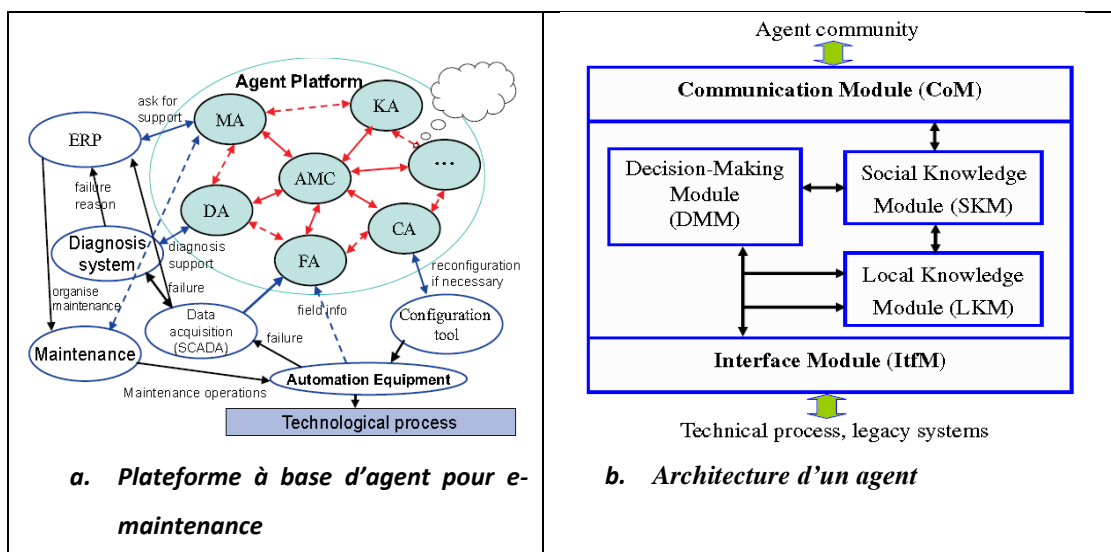 Agent Platform
ask for
support
MA
KA
ERP
...
AMC
failure
reason
DA
CA
Diagnosis
system
diagnosis
support
FA
reconfiguration
if necessary
organise
maintenance
failure
Data
acquisition
(SCADA)
field info
Configuration
tool
Maintenance
failure
Automation Equipment
Maintenance operations
Technological process
a. Plateforme à base d'agent pour e-
maintenance
Agent community
Communication Module (CoM)
Decision-Making
Module
(DMM)
Social Knowledge
Module (SKM)
Local Knowledge
Module (LKM)
Interface Module (ItfM)
Technical process, legacy systems
b. Architecture d'un agent